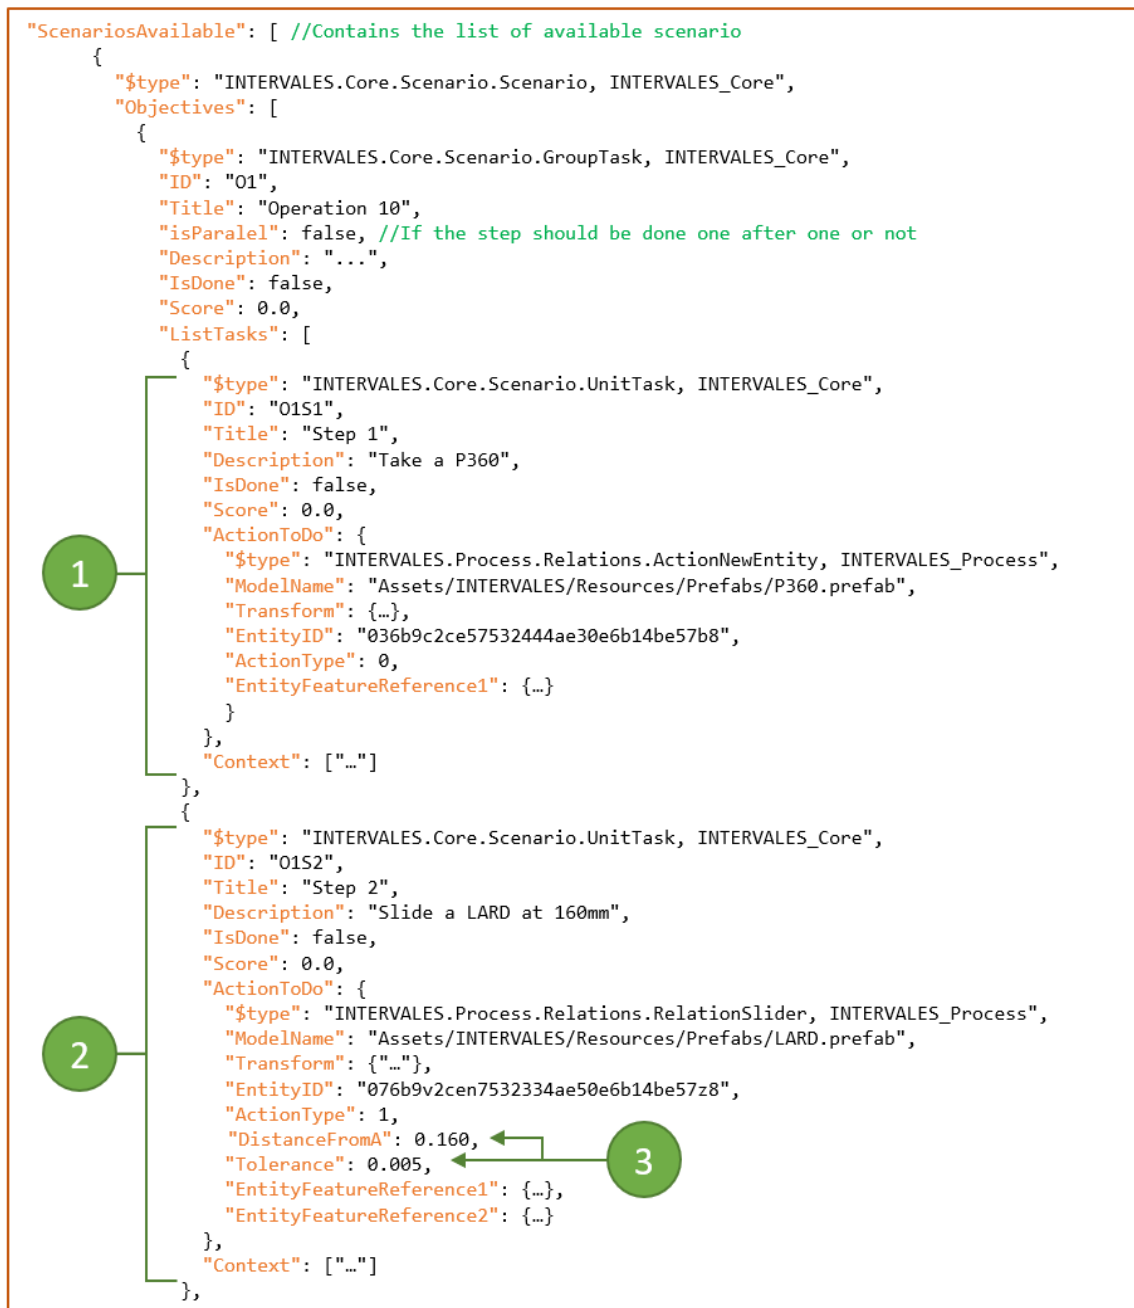 "ScenariosAvailable": [ //Contains the list of available scenario
{
"$type": "INTERVALES.Core.Scenario.Scenario, INTERVALES_Core",
"Objectives": [
{
"$type": "INTERVALES.Core.Scenario.GroupTask, INTERVALES_Core",
"ID": "O1",
"Title": "Operation 10",
"isParalel": false, //If the step should be done one after one or not
"Description": "...",
"IsDone": false,
"Score": 0.0,
"ListTasks": [
{
"$type": "INTERVALES.Core.Scenario.UnitTask, INTERVALES_Core",
"ID": "O1S1",
"Title": "Step 1",
"Description": "Take a P360",
"IsDone": false,
"Score": 0.0,
"ActionToDo": {
"$type": "INTERVALES.Process.Relations.ActionNewEntity, INTERVALES_Process",
1
"ModelName": "Assets/INTERVALES/Resources/Prefabs/P360.prefab",
"Transform": {…},
"EntityID": "036b9c2ce57532444ae30e6b14be57b8",
"ActionType": 0,
"EntityFeatureReference1": {…}
}
},
"Context": ["…"]
},
{
"$type": "INTERVALES.Core.Scenario.UnitTask, INTERVALES_Core",
"ID": "O1S2",
"Title": "Step 2",
"Description": "Slide a LARD at 160mm",
"IsDone": false,
"Score": 0.0,
"ActionToDo": {
"$type": "INTERVALES.Process.Relations.RelationSlider, INTERVALES_Process",
"ModelName": "Assets/INTERVALES/Resources/Prefabs/LARD.prefab",
2
"Transform": {"…"},
"EntityID": "076b9v2cen7532334ae50e6b14be57z8",
"ActionType": 1,
"DistanceFromA": 0.160,
"Tolerance": 0.005,
3
"EntityFeatureReference1": {…},
"EntityFeatureReference2": {…}
},
"Context": ["…"]
},